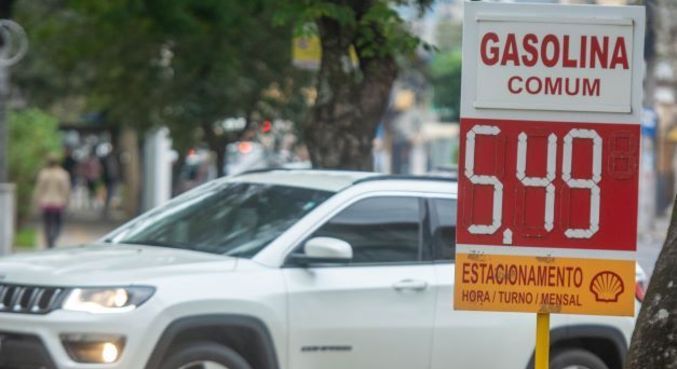 GASOLINA
COMUM
5,49
ESTACIONAMENTO
HORA / TURNO / MENSAL